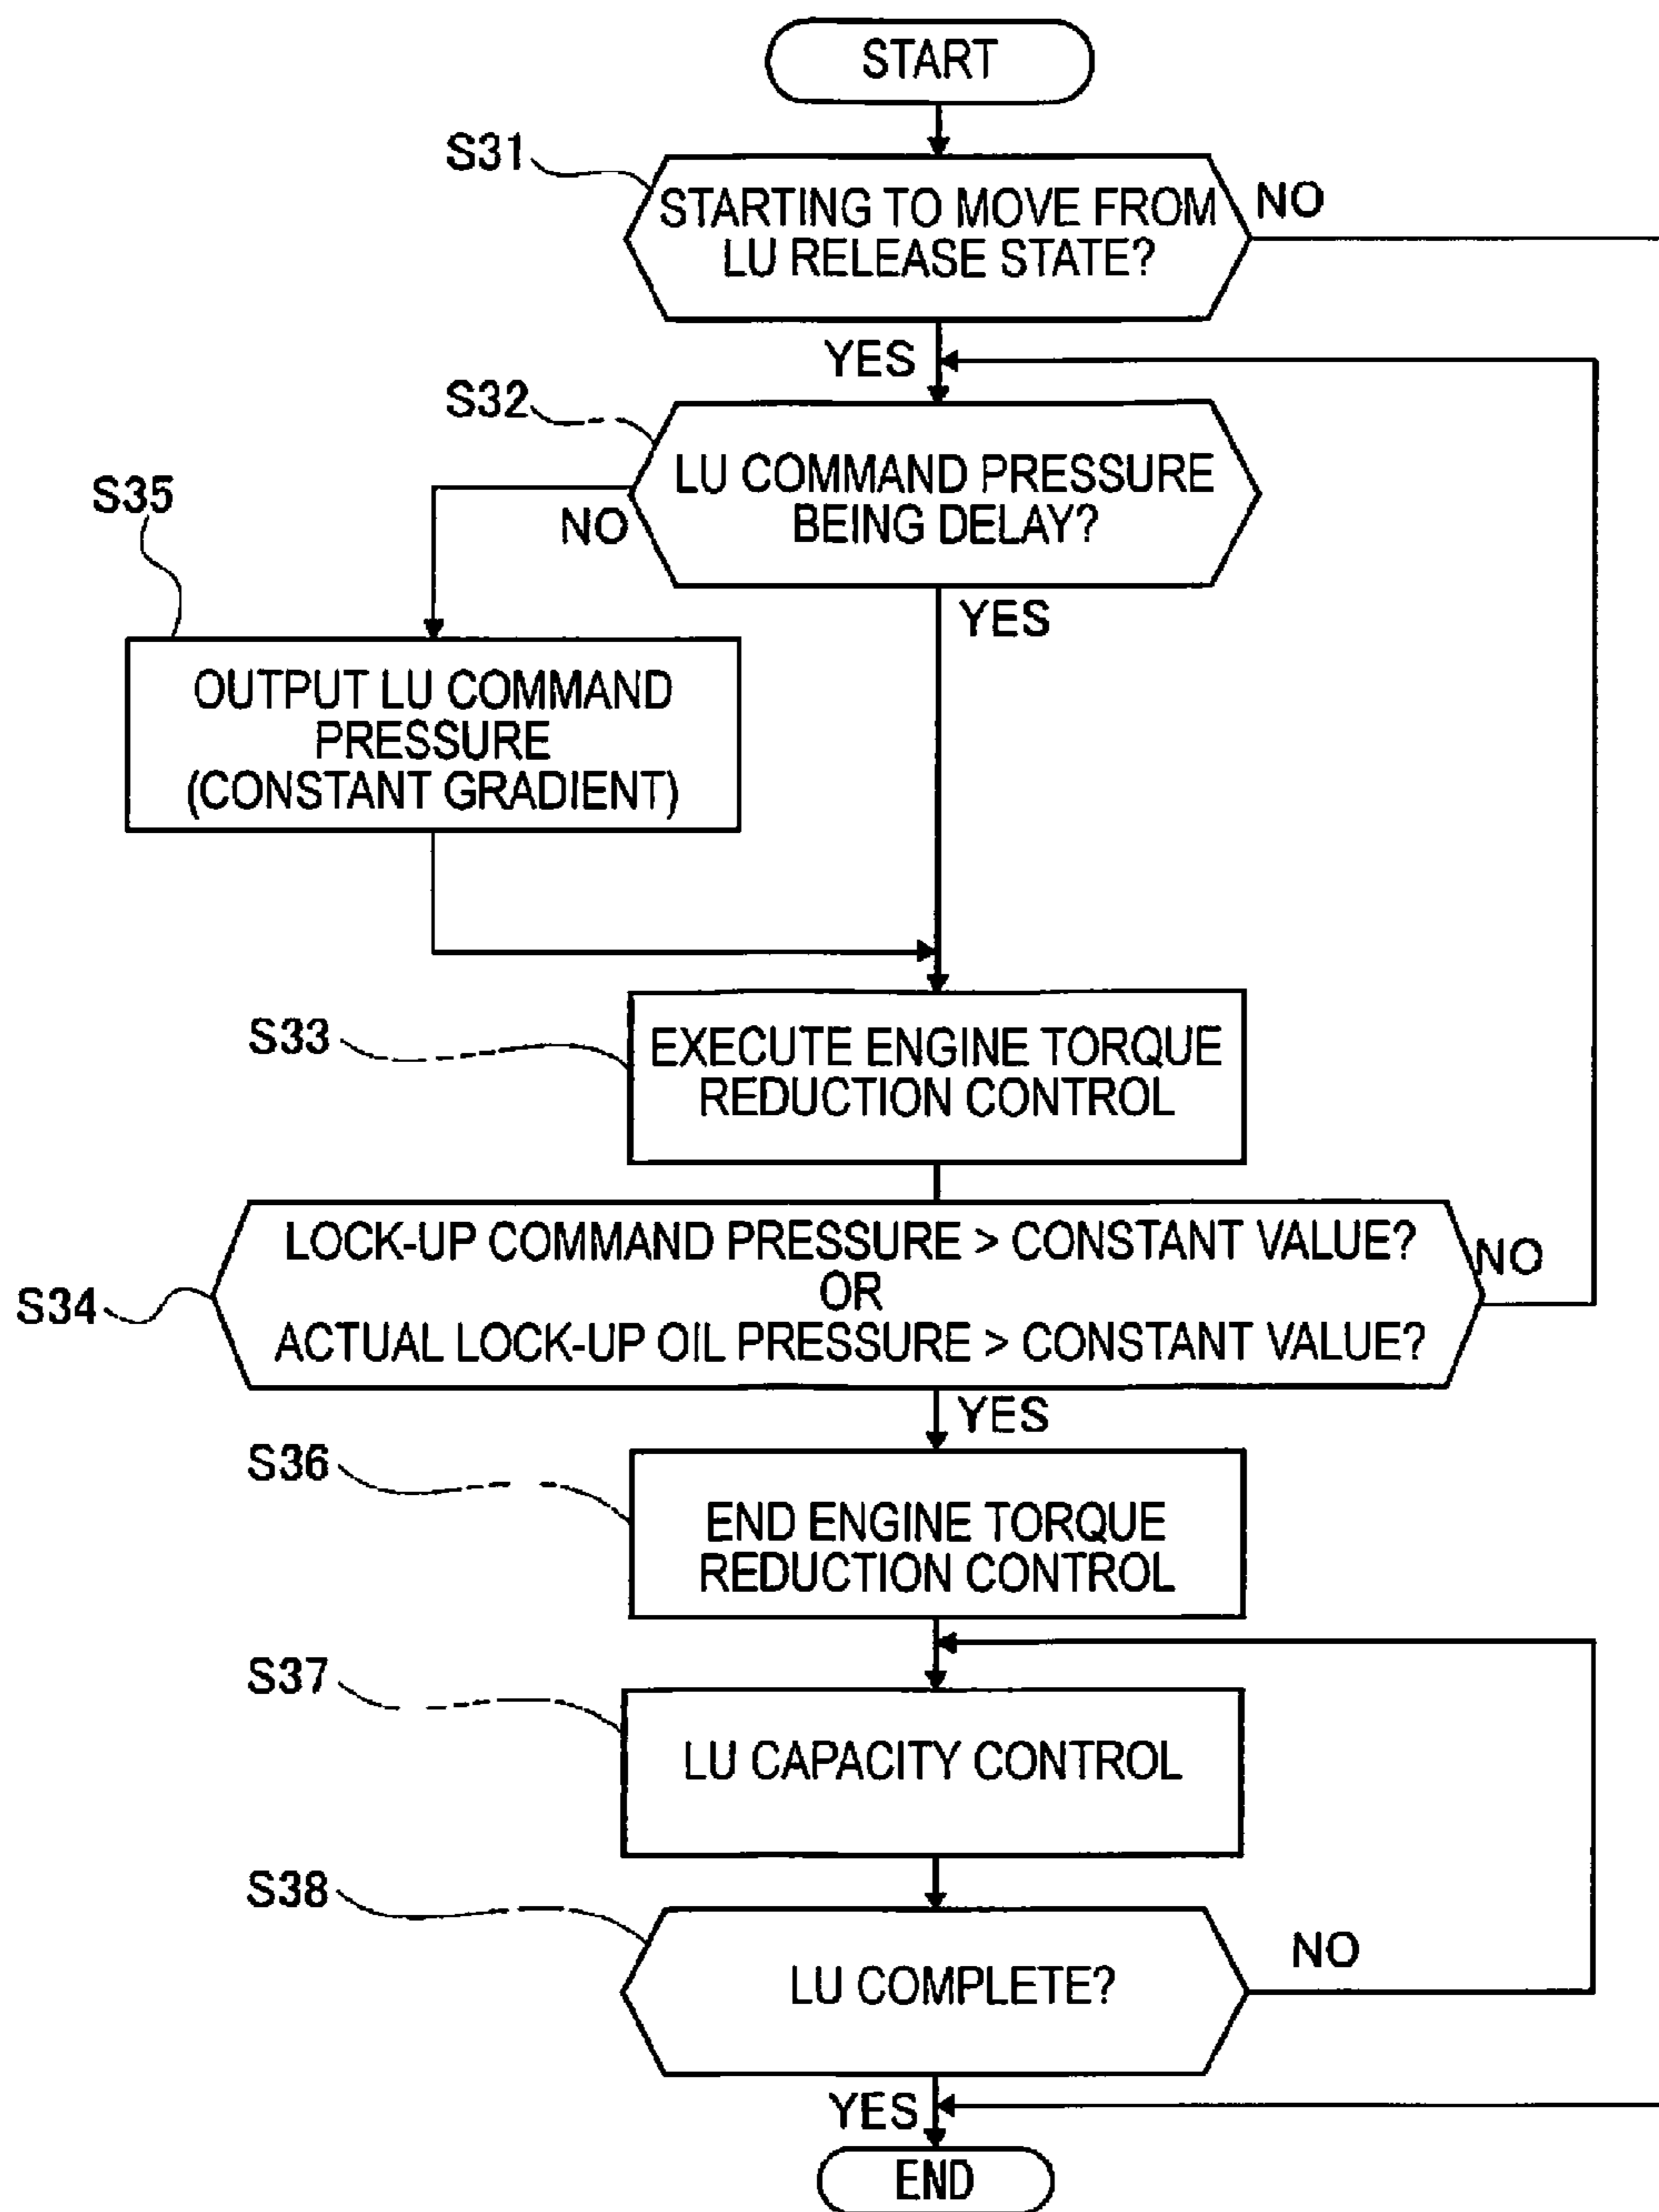 START
S31
STARTING TO MOVE FROM
LU RELEASE STATE?
NO
YES
S32
LU COMMAND PRESSURE
BEING DELAY?
NO
YES
S35
OUTPUT LU COMMAND
PRESSURE
(CONSTANT GRADIENT)
S33
EXECUTE ENGINE TORQUE
REDUCTION CONTROL
S34
LOCK-UP COMMAND PRESSURE > CONSTANT VALUE?
OR
ACTUAL LOCK-UP OIL PRESSURE > CONSTANT VALUE?
NO
YES
S36
END ENGINE TORQUE
REDUCTION CONTROL
S37
LU CAPACITY CONTROL
S38
LU COMPLETE?
NO
YES
END